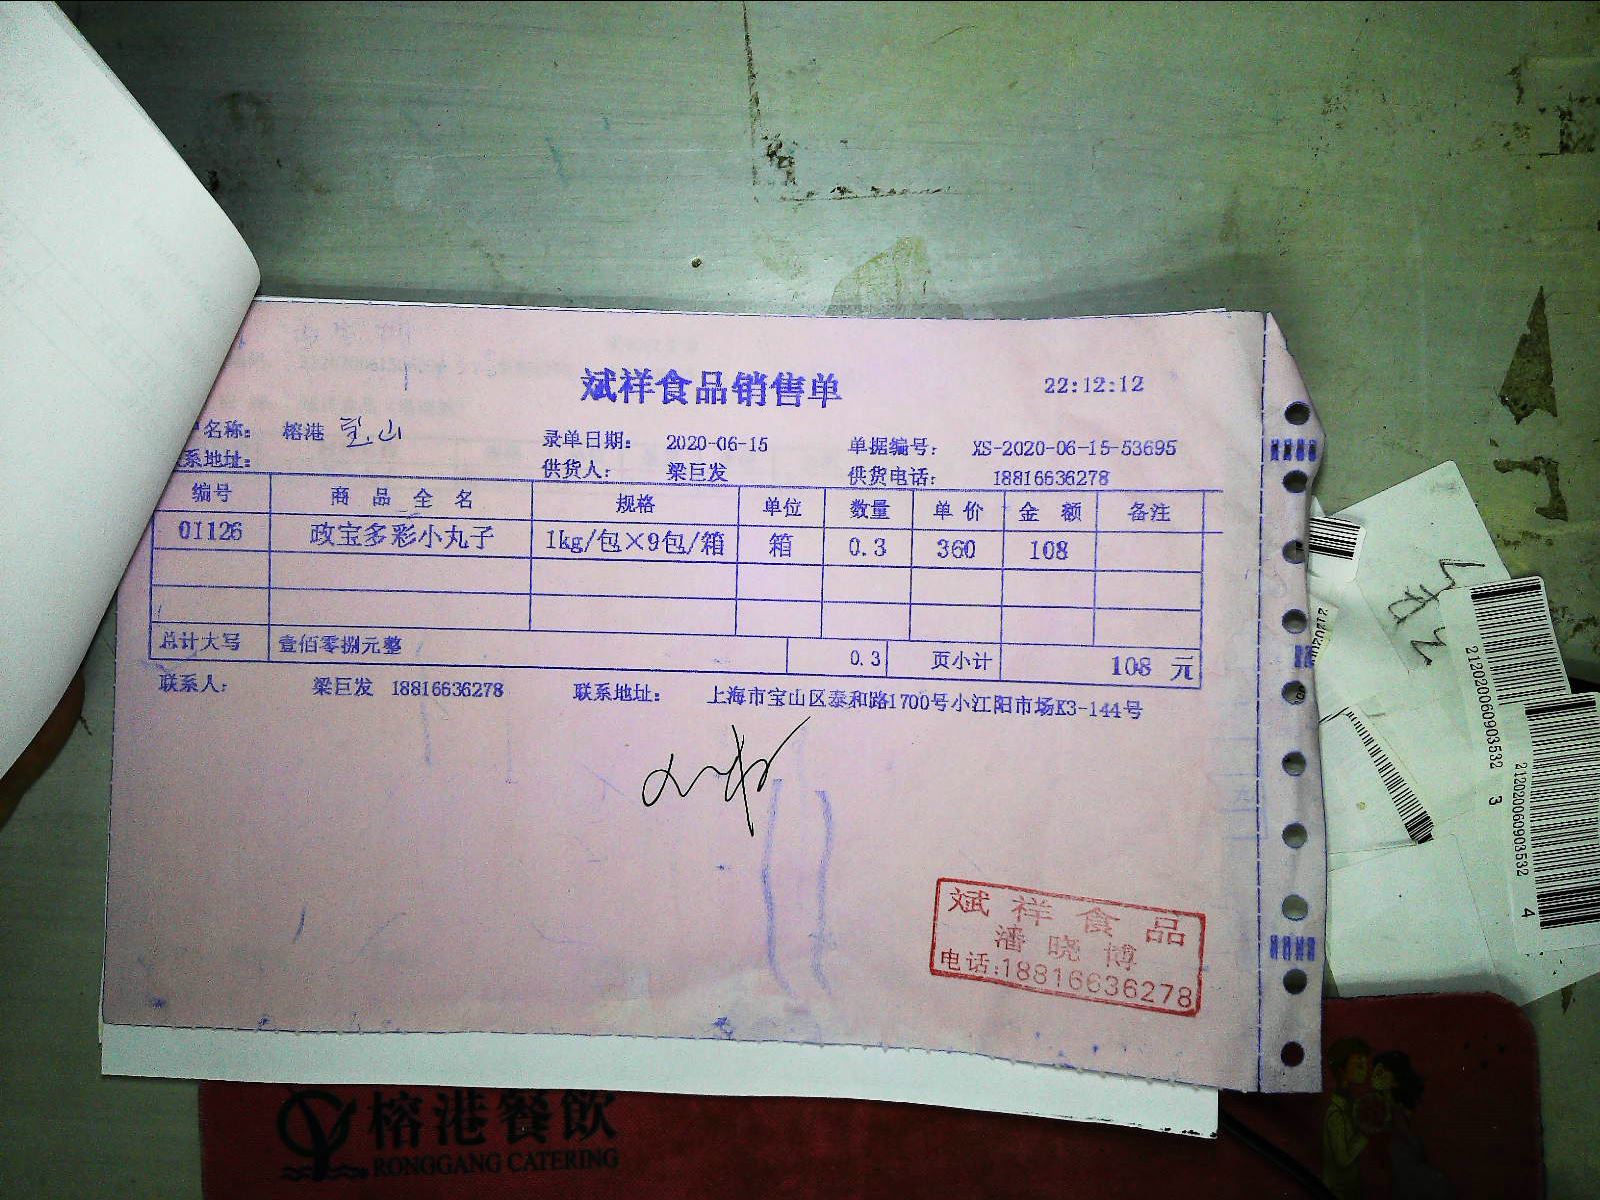 斌祥食品销售单 22:12:12
名称: 榕港 宝山 录单日期: 2020-06-15 单据编号: XS-2020-06-15-53695
系地址: 供货人: 梁巨发 供货电话: 18816636278
编号 商品全名 规格 单位 数量 单价 金额 备注
01126 政宝多彩小丸子 1kg/包×9包/箱 箱 0.3 360 108
总计大写 壹佰零捌元整 0.3 页小计 108 元
联系人: 梁巨发 18816636278 联系地址: 上海市宝山区泰和路1700号小江阳市场K3-144号
斌祥食品
潘晓博
电话:18816636278
212020060903532 3
212020060903532 4
榕港餐飲
RONGGANG CATERING